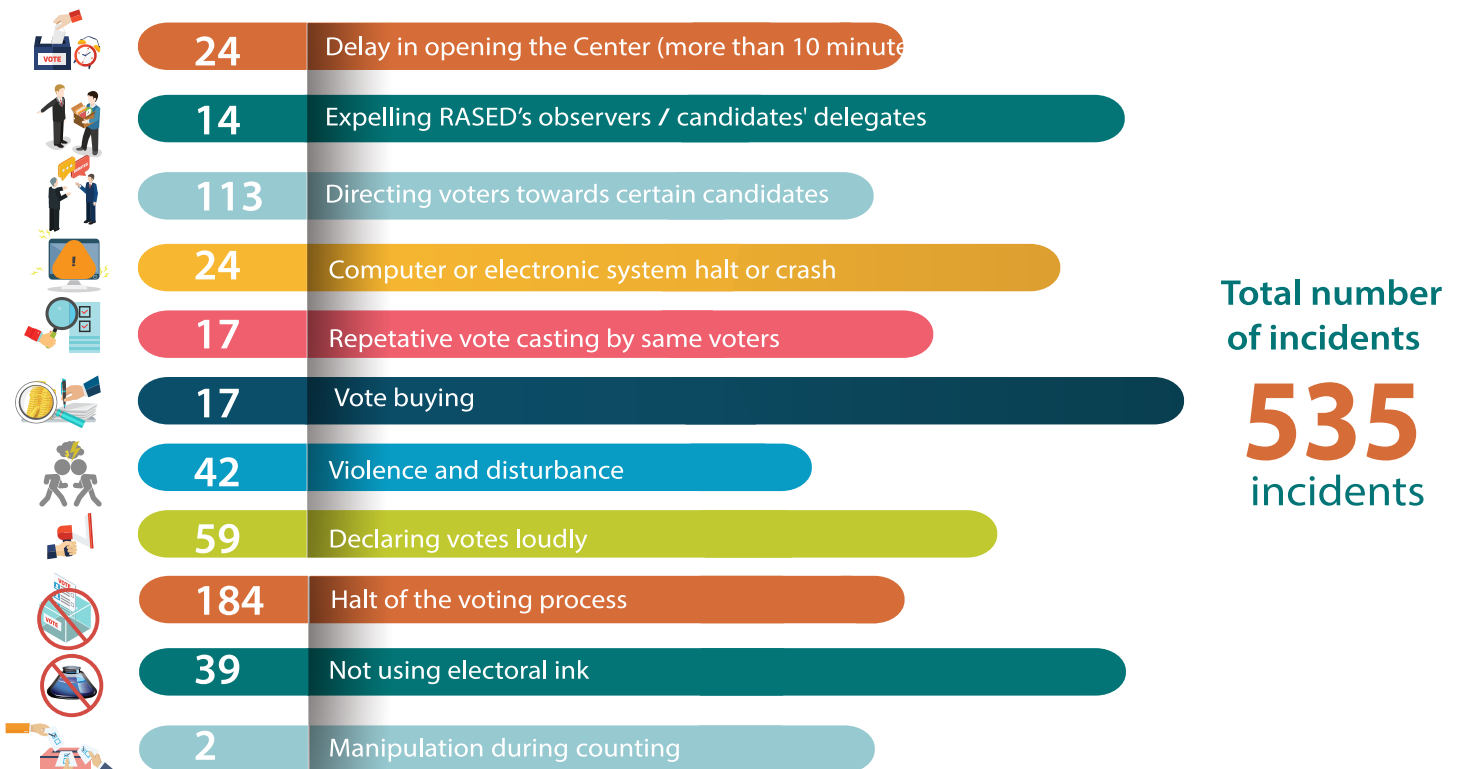 24 Delay in opening the Center (more than 10 minute
14 Expelling RASED’s observers / candidates' delegates
113 Directing voters towards certain candidates
24 Computer or electronic system halt or crash
17 Repetative vote casting by same voters
17 Vote buying
42 Violence and disturbance
59 Declaring votes loudly
184 Halt of the voting process
39 Not using electoral ink
2 Manipulation during counting
Total number
of incidents
535
incidents
VOTE
VOTE
VOTE